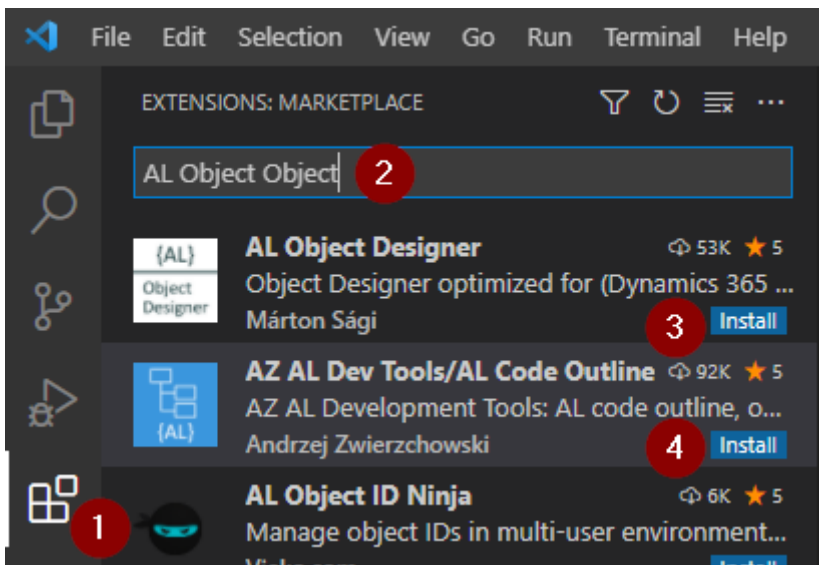 File Edit Selection View Go Run Terminal Help
EXTENSIONS: MARKETPLACE
AL Object Object
2
{AL}
Object
Designer
AL Object Designer
53K
5
Object Designer optimized for (Dynamics 365 ...
Márton Sági
3
Install
{AL}
AZ AL Dev Tools/AL Code Outline
92K
5
AZ AL Development Tools: AL code outline, o...
Andrzej Zwierzchowski
4
Install
1
AL Object ID Ninja
6K
5
Manage object IDs in multi-user environment...
Install